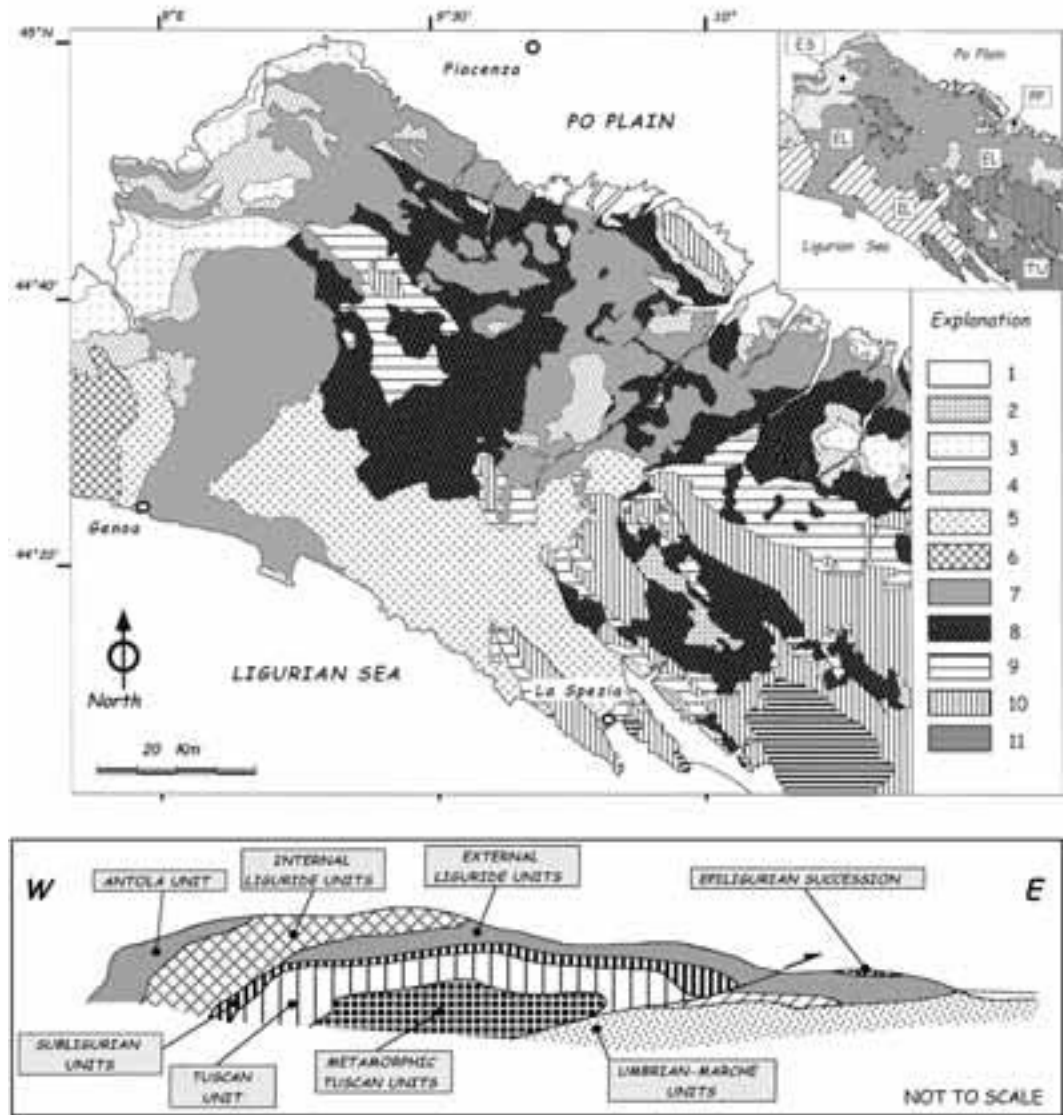 9°E
9°30'
10°
45°N
Piacenza
PO PLAIN
ES
Po Plain
PP
EL
EL
Ligurian Sea
TU
44°40'
Explanation
1
2
3
4
5
6
7
8
9
10
11
Genoa
LIGURIAN SEA
La Spezia
North
20 Km
W
E
ANTOLA UNIT
INTERNAL
LIGURIDE UNITS
EXTERNAL
LIGURIDE UNITS
EPILIGURIAN SUCCESSION
SUBLIGURIAN
UNITS
TUSCAN
UNIT
METAMORPHIC
TUSCAN UNITS
UMBRIAN-MARCHE
UNITS
NOT TO SCALE